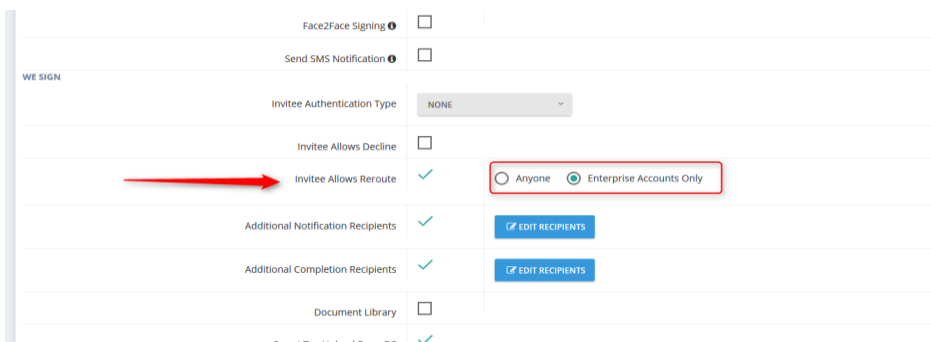 Face2Face Signing
Send SMS Notification
WE SIGN
Invitee Authentication Type NONE
Invitee Allows Decline
Invitee Allows Reroute Anyone Enterprise Accounts Only
Additional Notification Recipients EDIT RECIPIENTS
Additional Completion Recipients EDIT RECIPIENTS
Document Library